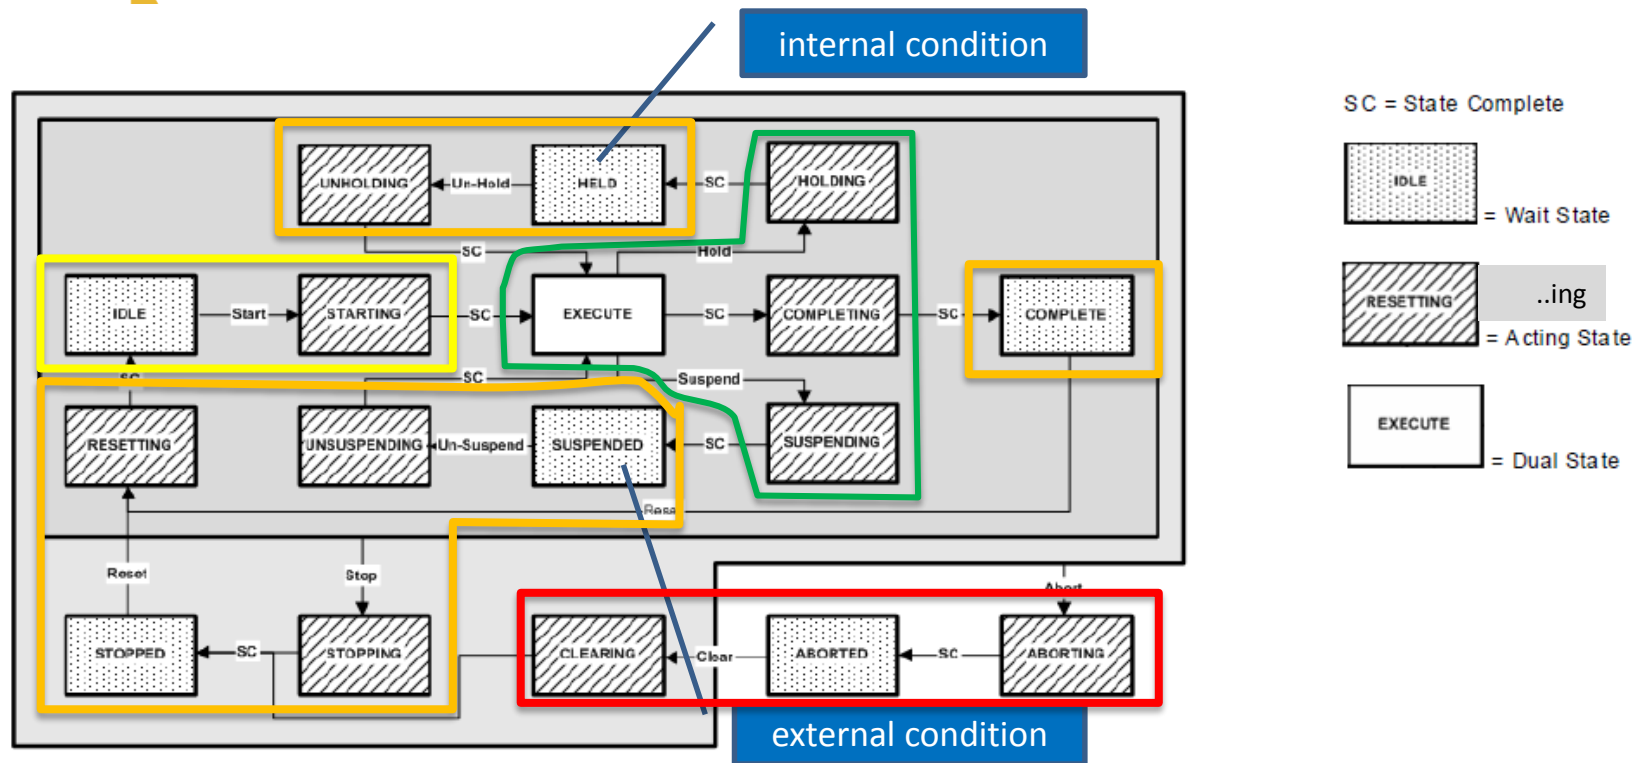 internal condition
SC = State Complete
UNHOLDING
Un-Hold
HELD
SC
HOLDING
IDLE
= Wait State
SC
Hold
IDLE
Start
STARTING
SC
EXECUTE
SC
COMPLETING
SC
COMPLETE
RESETTING
..ing
= Acting State
SC
SC
Suspend
RESETTING
UNSUSPENDING
Un-Suspend
SUSPENDED
SC
SUSPENDING
EXECUTE
= Dual State
Rese
Reset
Stop
Abort
STOPPED
SC
STOPPING
CLEARING
Clear
ABORTED
SC
ABORTING
external condition